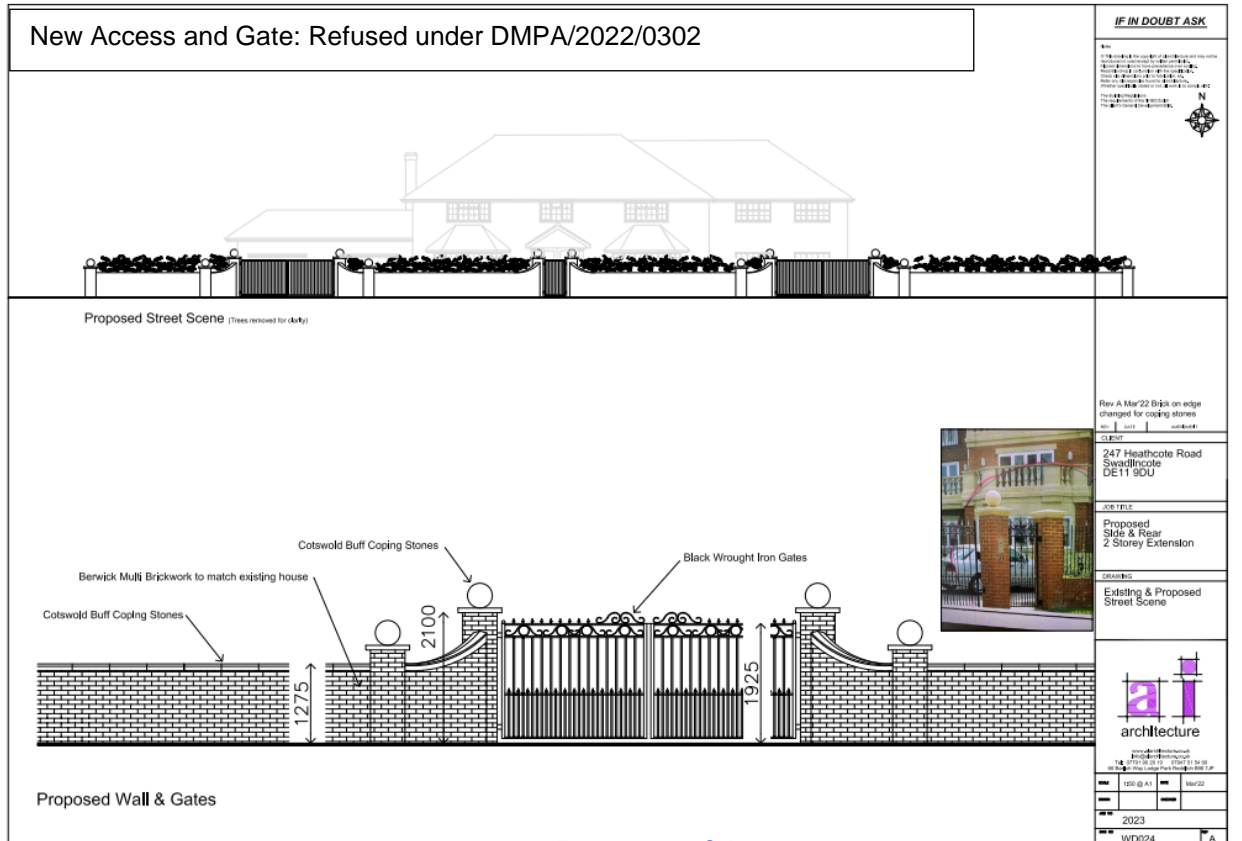 New Access and Gate: Refused under DMPA/2022/0302
IF IN DOUBT ASK
N
Proposed Street Scene (Trees removed for clarity)
Rev A Mar'22 Brick on edge
changed for coping stones
CLIENT
247 Heathcote Road
Swadlincote
DE11 9DU
JOB TITLE
Proposed
Side & Rear
2 Storey Extension
DRAWING
Existing & Proposed
Street Scene
Cotswold Buff Coping Stones
Black Wrought Iron Gates
Berwick Multi Brickwork to match existing house
Cotswold Buff Coping Stones
2100
1275
1925
Proposed Wall & Gates
ai
architecture
1:50 @ A1
Mar'22
2023
WD024
A